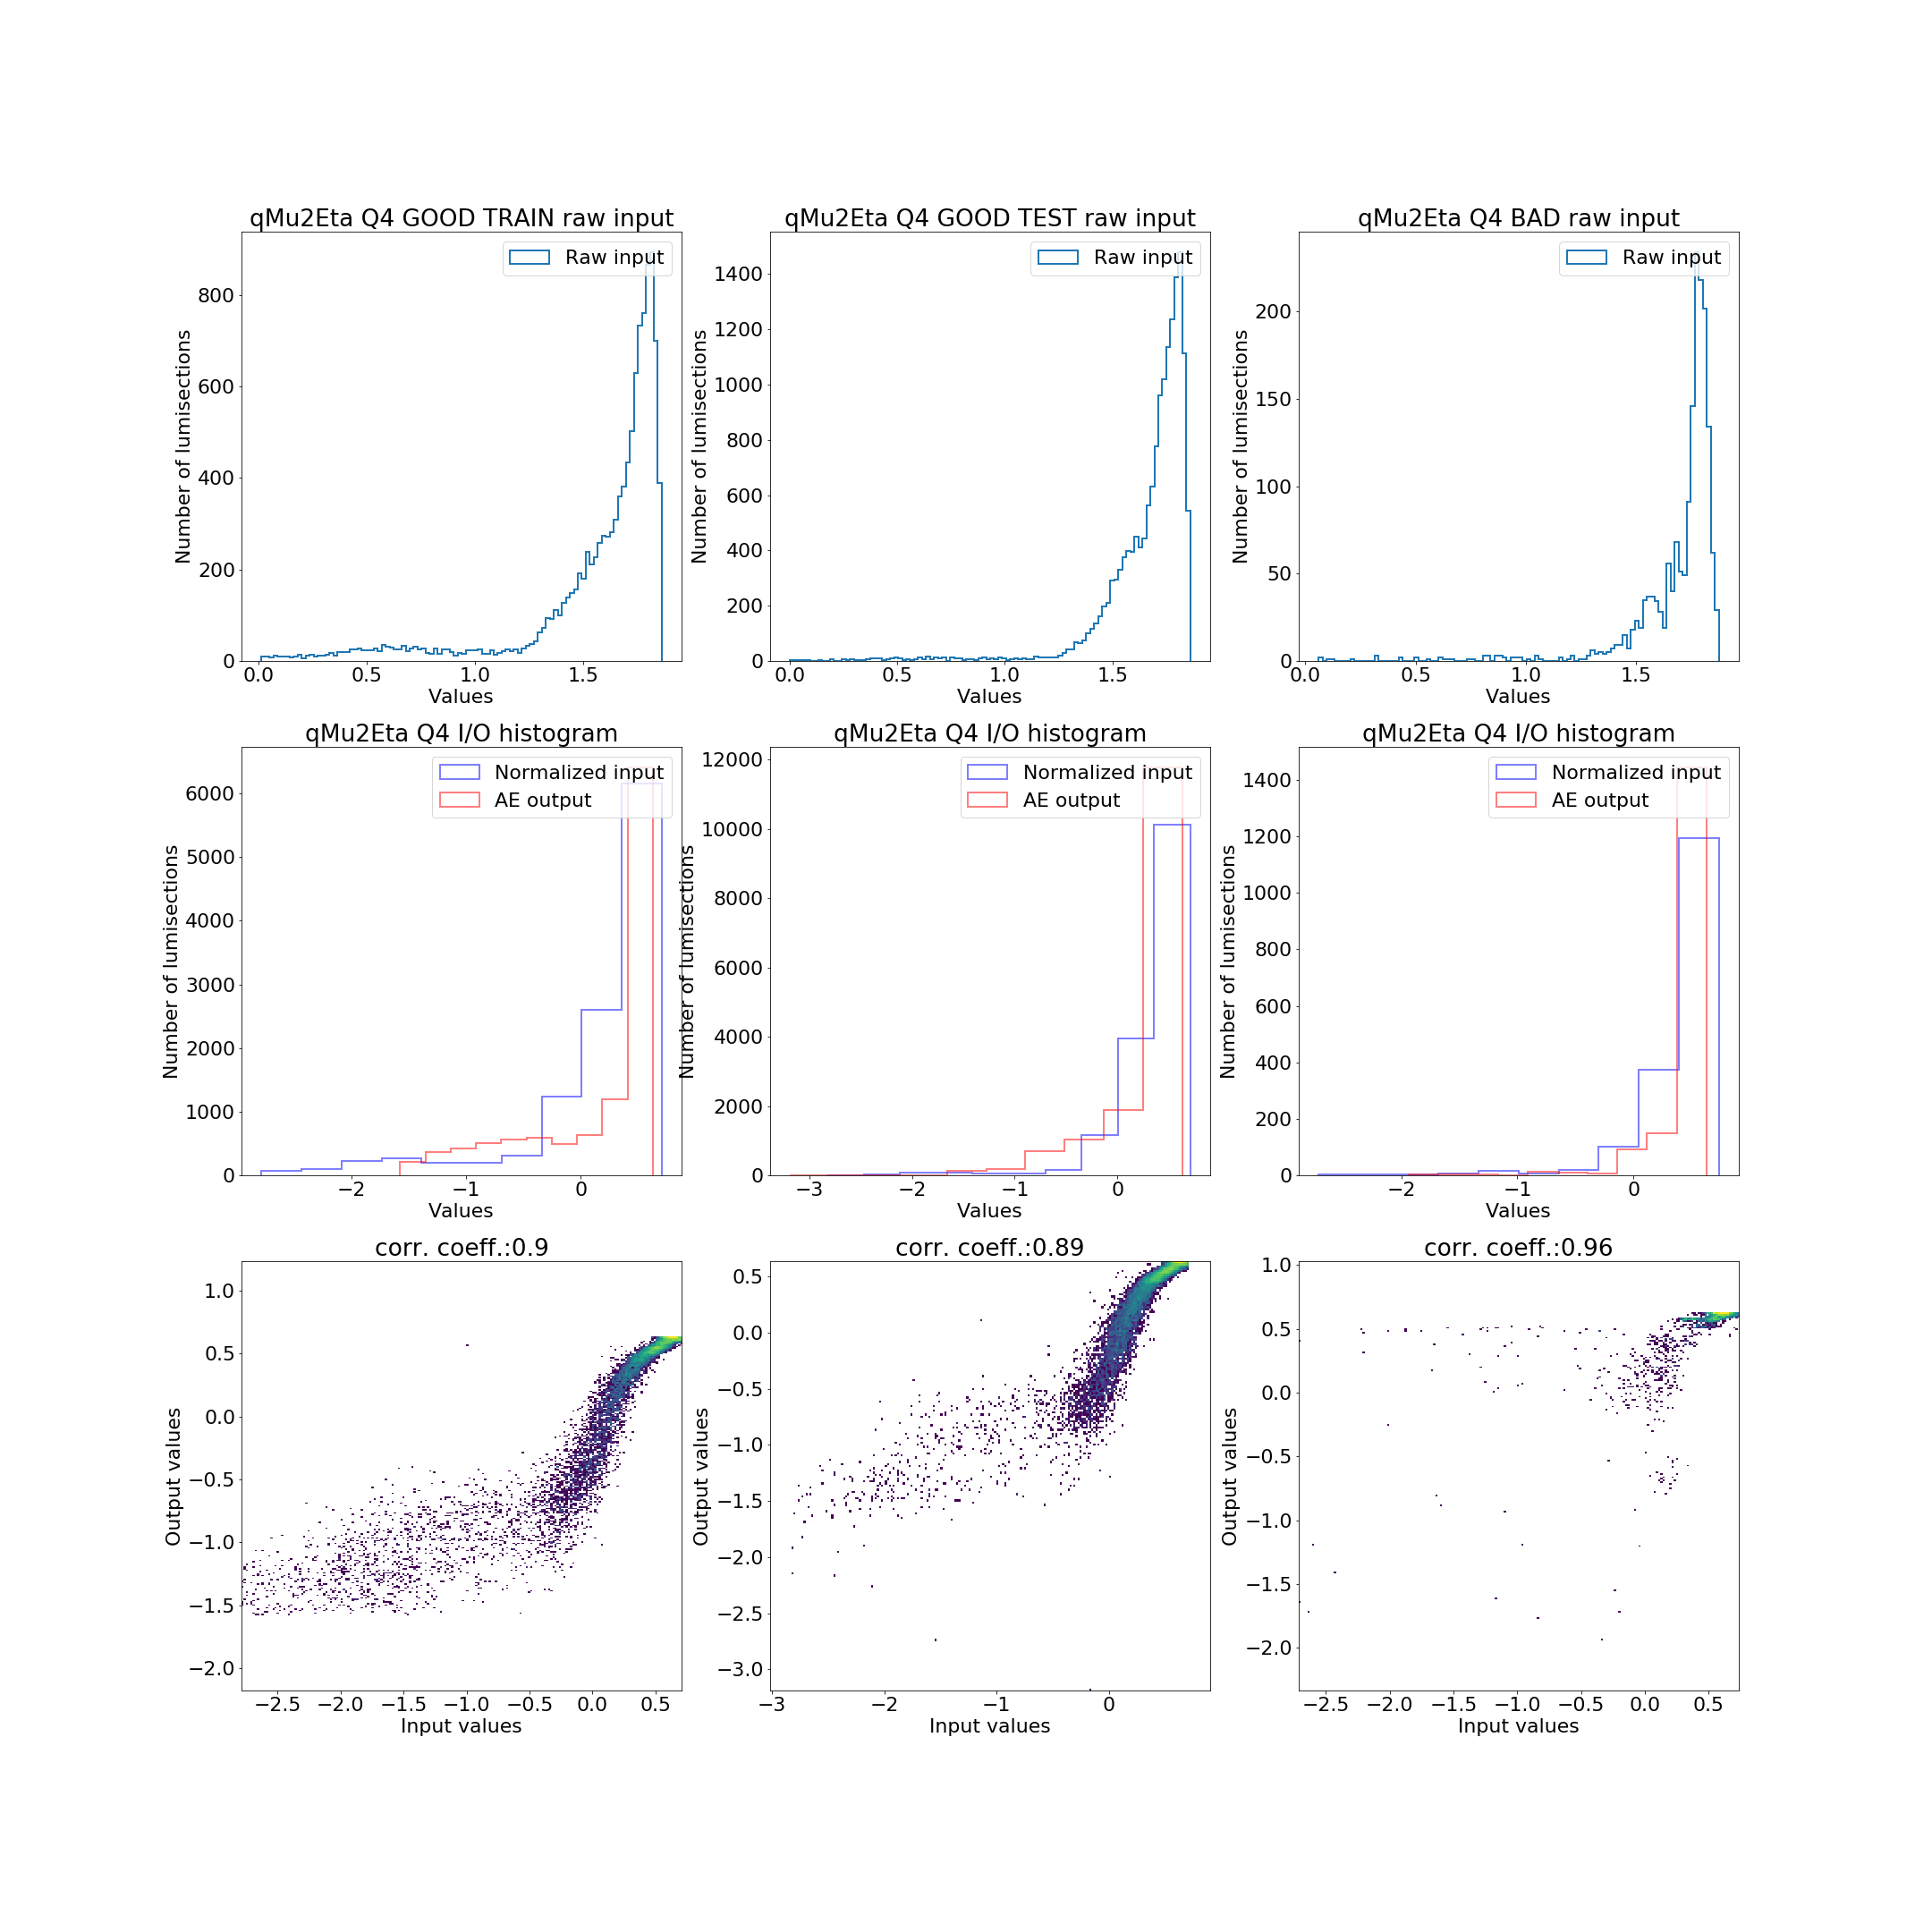 qMu2Eta Q4 GOOD TRAIN raw input
Raw input
Number of lumisections
800
600
400
200
0
0.0 0.5 1.0 1.5
Values
qMu2Eta Q4 GOOD TEST raw input
Raw input
Number of lumisections
1400
1200
1000
800
600
400
200
0
0.0 0.5 1.0 1.5
Values
qMu2Eta Q4 BAD raw input
Raw input
Number of lumisections
200
150
100
50
0
0.0 0.5 1.0 1.5
Values
qMu2Eta Q4 I/O histogram
Normalized input
AE output
Number of lumisections
6000
5000
4000
3000
2000
1000
0
−2 −1 0
Values
qMu2Eta Q4 I/O histogram
Normalized input
AE output
Number of lumisections
12000
10000
8000
6000
4000
2000
0
−3 −2 −1 0
Values
qMu2Eta Q4 I/O histogram
Normalized input
AE output
Number of lumisections
1400
1200
1000
800
600
400
200
0
−2 −1 0
Values
corr. coeff.:0.9
Output values
1.0
0.5
0.0
−0.5
−1.0
−1.5
−2.0
−2.5 −2.0 −1.5 −1.0 −0.5 0.0 0.5
Input values
corr. coeff.:0.89
Output values
0.5
0.0
−0.5
−1.0
−1.5
−2.0
−2.5
−3.0
−3 −2 −1 0
Input values
corr. coeff.:0.96
Output values
1.0
0.5
0.0
−0.5
−1.0
−1.5
−2.0
−2.5 −2.0 −1.5 −1.0 −0.5 0.0 0.5
Input values